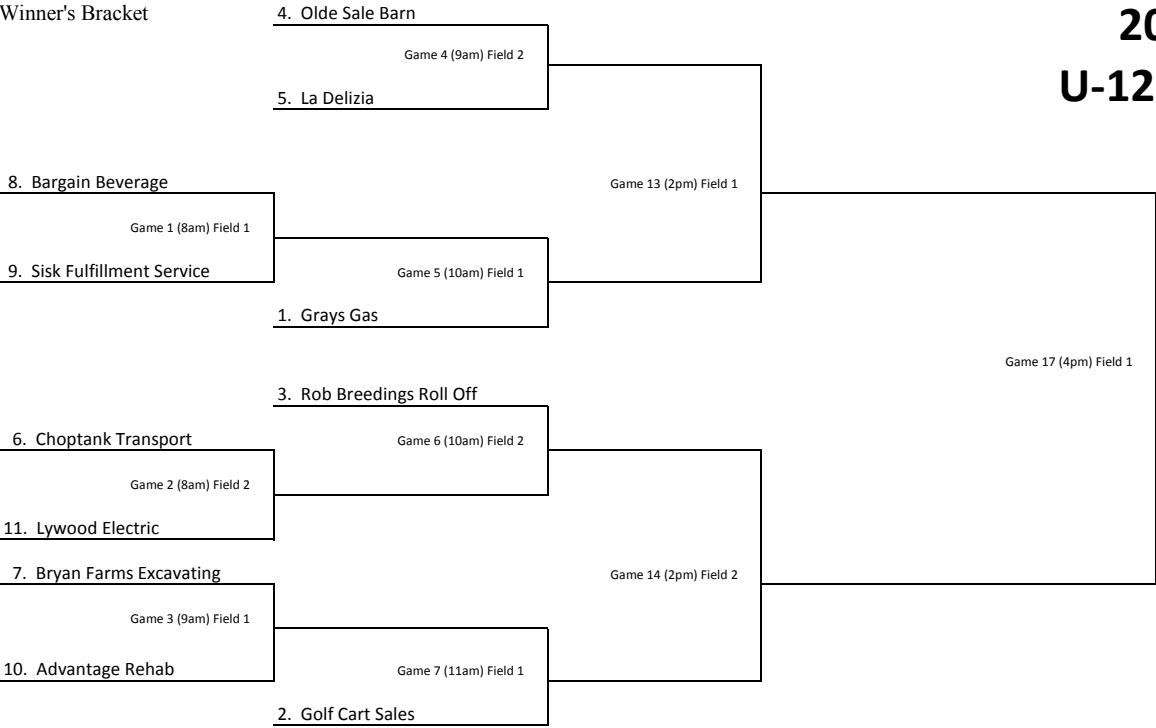 Winner's Bracket
4. Olde Sale Barn
20
Game 4 (9am) Field 2
U-12
5. La Delizia
8. Bargain Beverage
Game 13 (2pm) Field 1
Game 1 (8am) Field 1
9. Sisk Fulfillment Service
Game 5 (10am) Field 1
1. Grays Gas
Game 17 (4pm) Field 1
3. Rob Breedings Roll Off
6. Choptank Transport
Game 6 (10am) Field 2
Game 2 (8am) Field 2
11. Lywood Electric
7. Bryan Farms Excavating
Game 14 (2pm) Field 2
Game 3 (9am) Field 1
10. Advantage Rehab
Game 7 (11am) Field 1
2. Golf Cart Sales